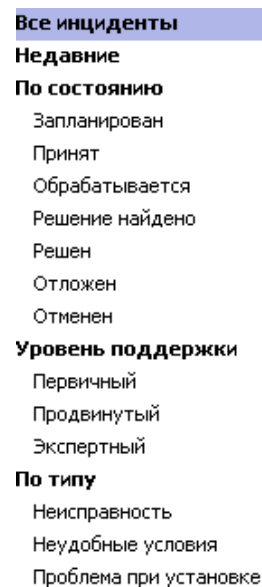 Все инциденты
Недавние
По состоянию
Запланирован
Принят
Обрабатывается
Решение найдено
Решен
Отложен
Отменен
Уровень поддержки
Первичный
Продвинутый
Экспертный
По типу
Неисправность
Неудобные условия
Проблема при установке